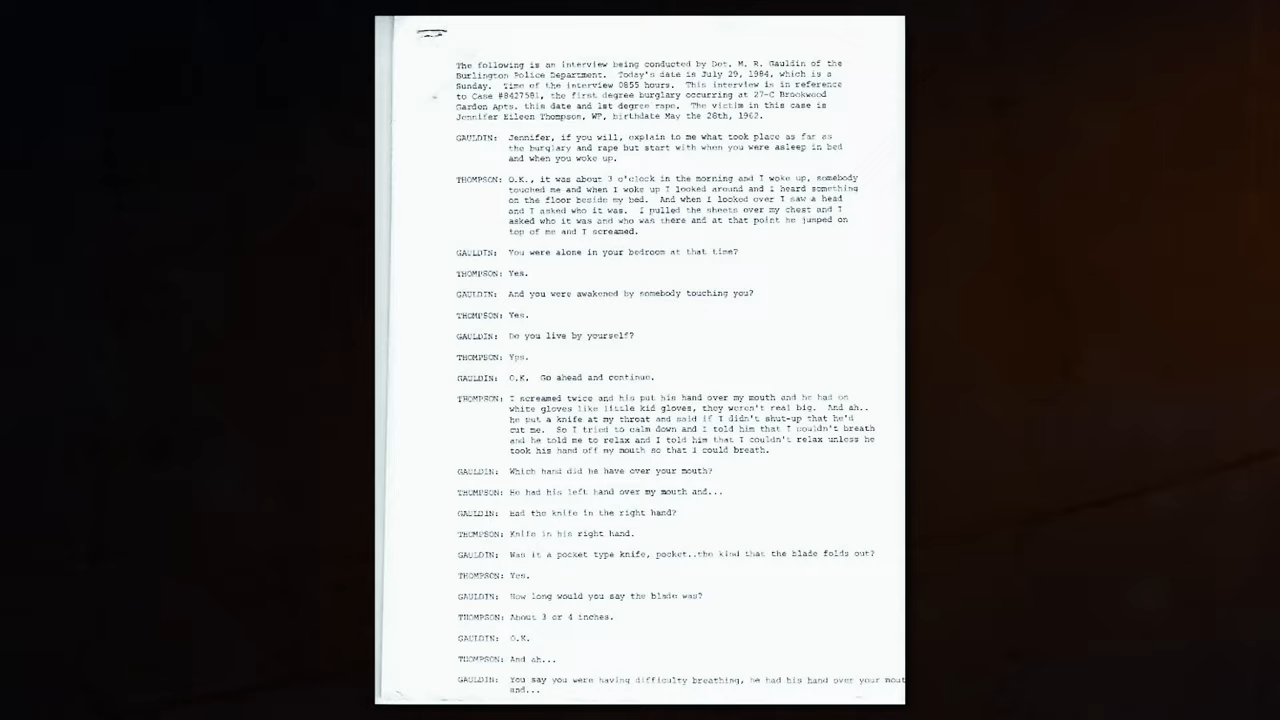 The following is an interview being conducted by Det. M. R. Gauldin of the
Burlington Police Department. Today's date is July 29, 1984, which is a
Sunday. Time of the interview 0855 hours. This interview is in reference
to Case #8427581, the first degree burglary occurring at 27-C Brookwood
Garden Apts. this date and 1st degree rape. The victim in this case is
Jennifer Eileen Thompson, WF, birthdate May the 28th, 1962.
GAULDIN: Jennifer, if you will, explain to me what took place as far as
the burglary and rape but start with when you were asleep in bed
and when you woke up.
THOMPSON: O.K., it was about 3 o'clock in the morning and I woke up, somebody
touched me and when I woke up I looked around and I heard something
on the floor beside my bed. And when I looked over I saw a head
and I asked who it was. I pulled the sheets over my chest and I
asked who it was and who was there and at that point he jumped on
top of me and I screamed.
GAULDIN: You were alone in your bedroom at that time?
THOMPSON: Yes.
GAULDIN: And you were awakened by somebody touching you?
THOMPSON: Yes.
GAULDIN: Do you live by yourself?
THOMPSON: Yes.
GAULDIN: O.K. Go ahead and continue.
THOMPSON: I screamed twice and his put his hand over my mouth and he had on
white gloves like little kid gloves, they weren't real big. And ah..
he put a knife at my throat and said if I didn't shut-up that he'd
cut me. So I tried to calm down and I told him that I couldn't breath
and he told me to relax and I told him that I couldn't relax unless he
took his hand off my mouth so that I could breath.
GAULDIN: Which hand did he have over your mouth?
THOMPSON: He had his left hand over my mouth and...
GAULDIN: Had the knife in the right hand?
THOMPSON: Knife in his right hand.
GAULDIN: Was it a pocket type knife, pocket..the kind that the blade folds out?
THOMPSON: Yes.
GAULDIN: How long would you say the blade was?
THOMPSON: About 3 or 4 inches.
GAULDIN: O.K.
THOMPSON: And ah...
GAULDIN: You say you were having difficulty breathing, he had his hand over your mout
and...